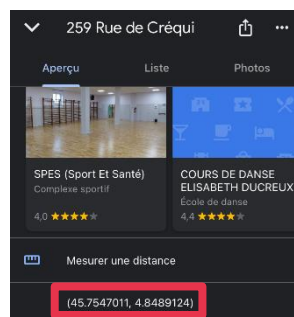 259 Rue de Créqui
Aperçu Liste Photos
SPES (Sport Et Santé)
Complexe sportif
4,0 ★★★★★
COURS DE DANSE
ELISABETH DUCREUX
École de danse
4,4 ★★★★★
Mesurer une distance
(45.7547011, 4.8489124)